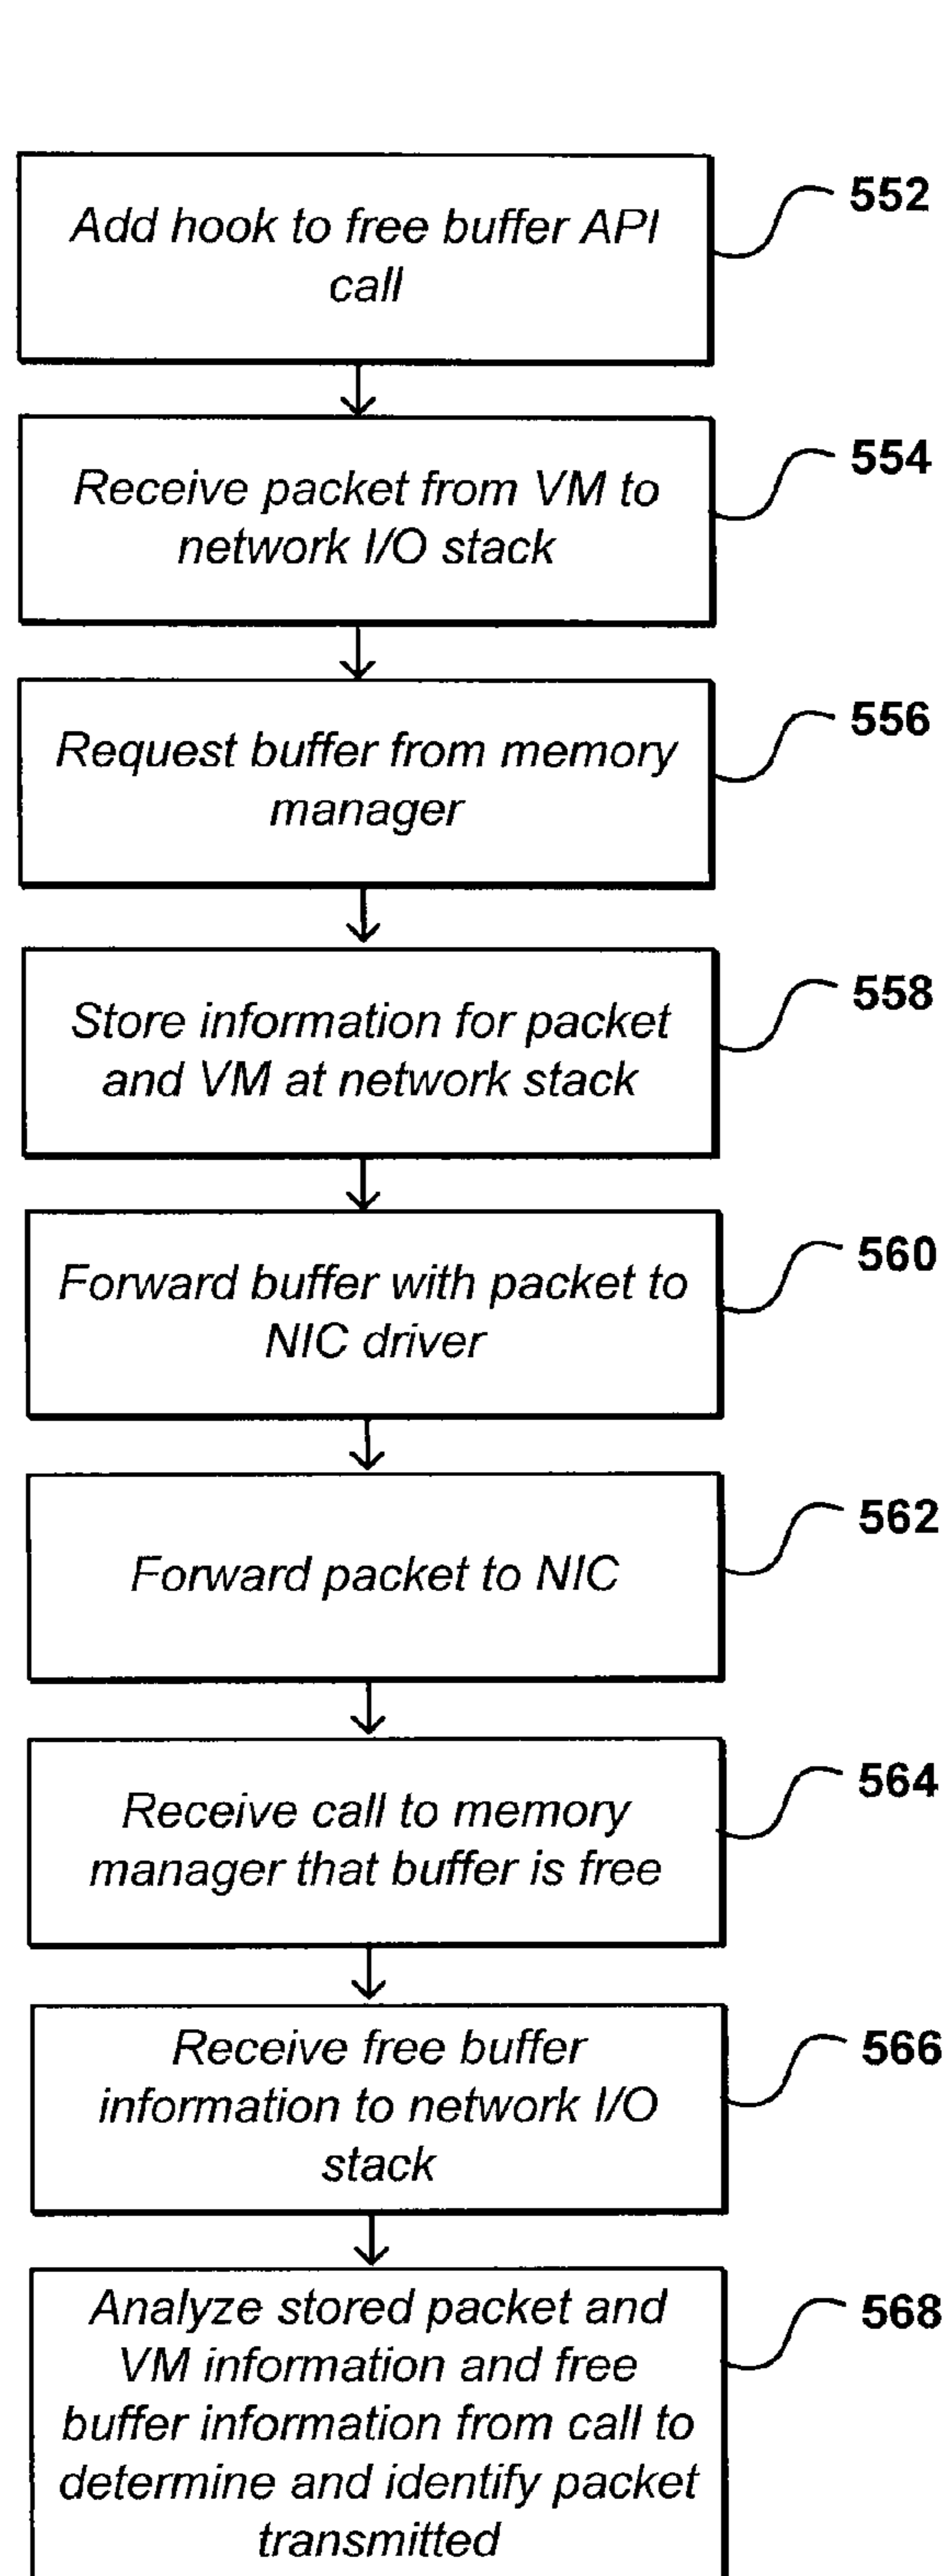 Add hook to free buffer API
call
552
Receive packet from VM to
network I/O stack
554
Request buffer from memory
manager
556
Store information for packet
and VM at network stack
558
Forward buffer with packet to
NIC driver
560
Forward packet to NIC
562
Receive call to memory
manager that buffer is free
564
Receive free buffer
information to network I/O
stack
566
Analyze stored packet and
VM information and free
buffer information from call to
determine and identify packet
transmitted
568